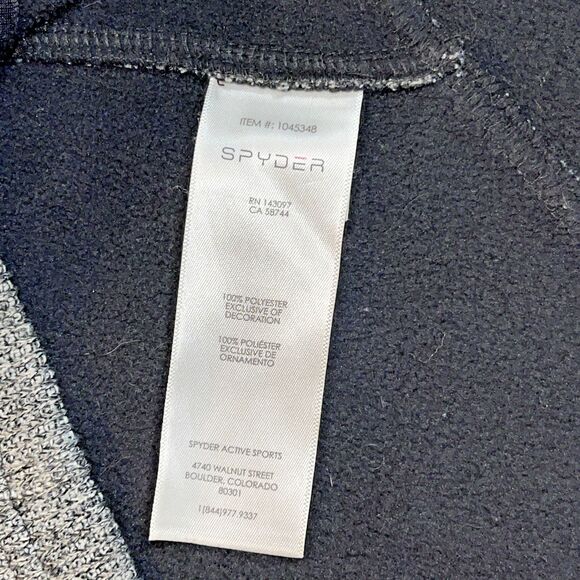 ITEM #: 1045348
SPYDER
RN 143097
CA 58744
100% POLYESTER
EXCLUSIVE OF
DECORATION
100% POLIÉSTER
EXCLUSIVE DE
ORNAMENTO
SPYDER ACTIVE SPORTS
4740 WALNUT STREET
BOULDER, COLORADO
80301
1(844)977.9337